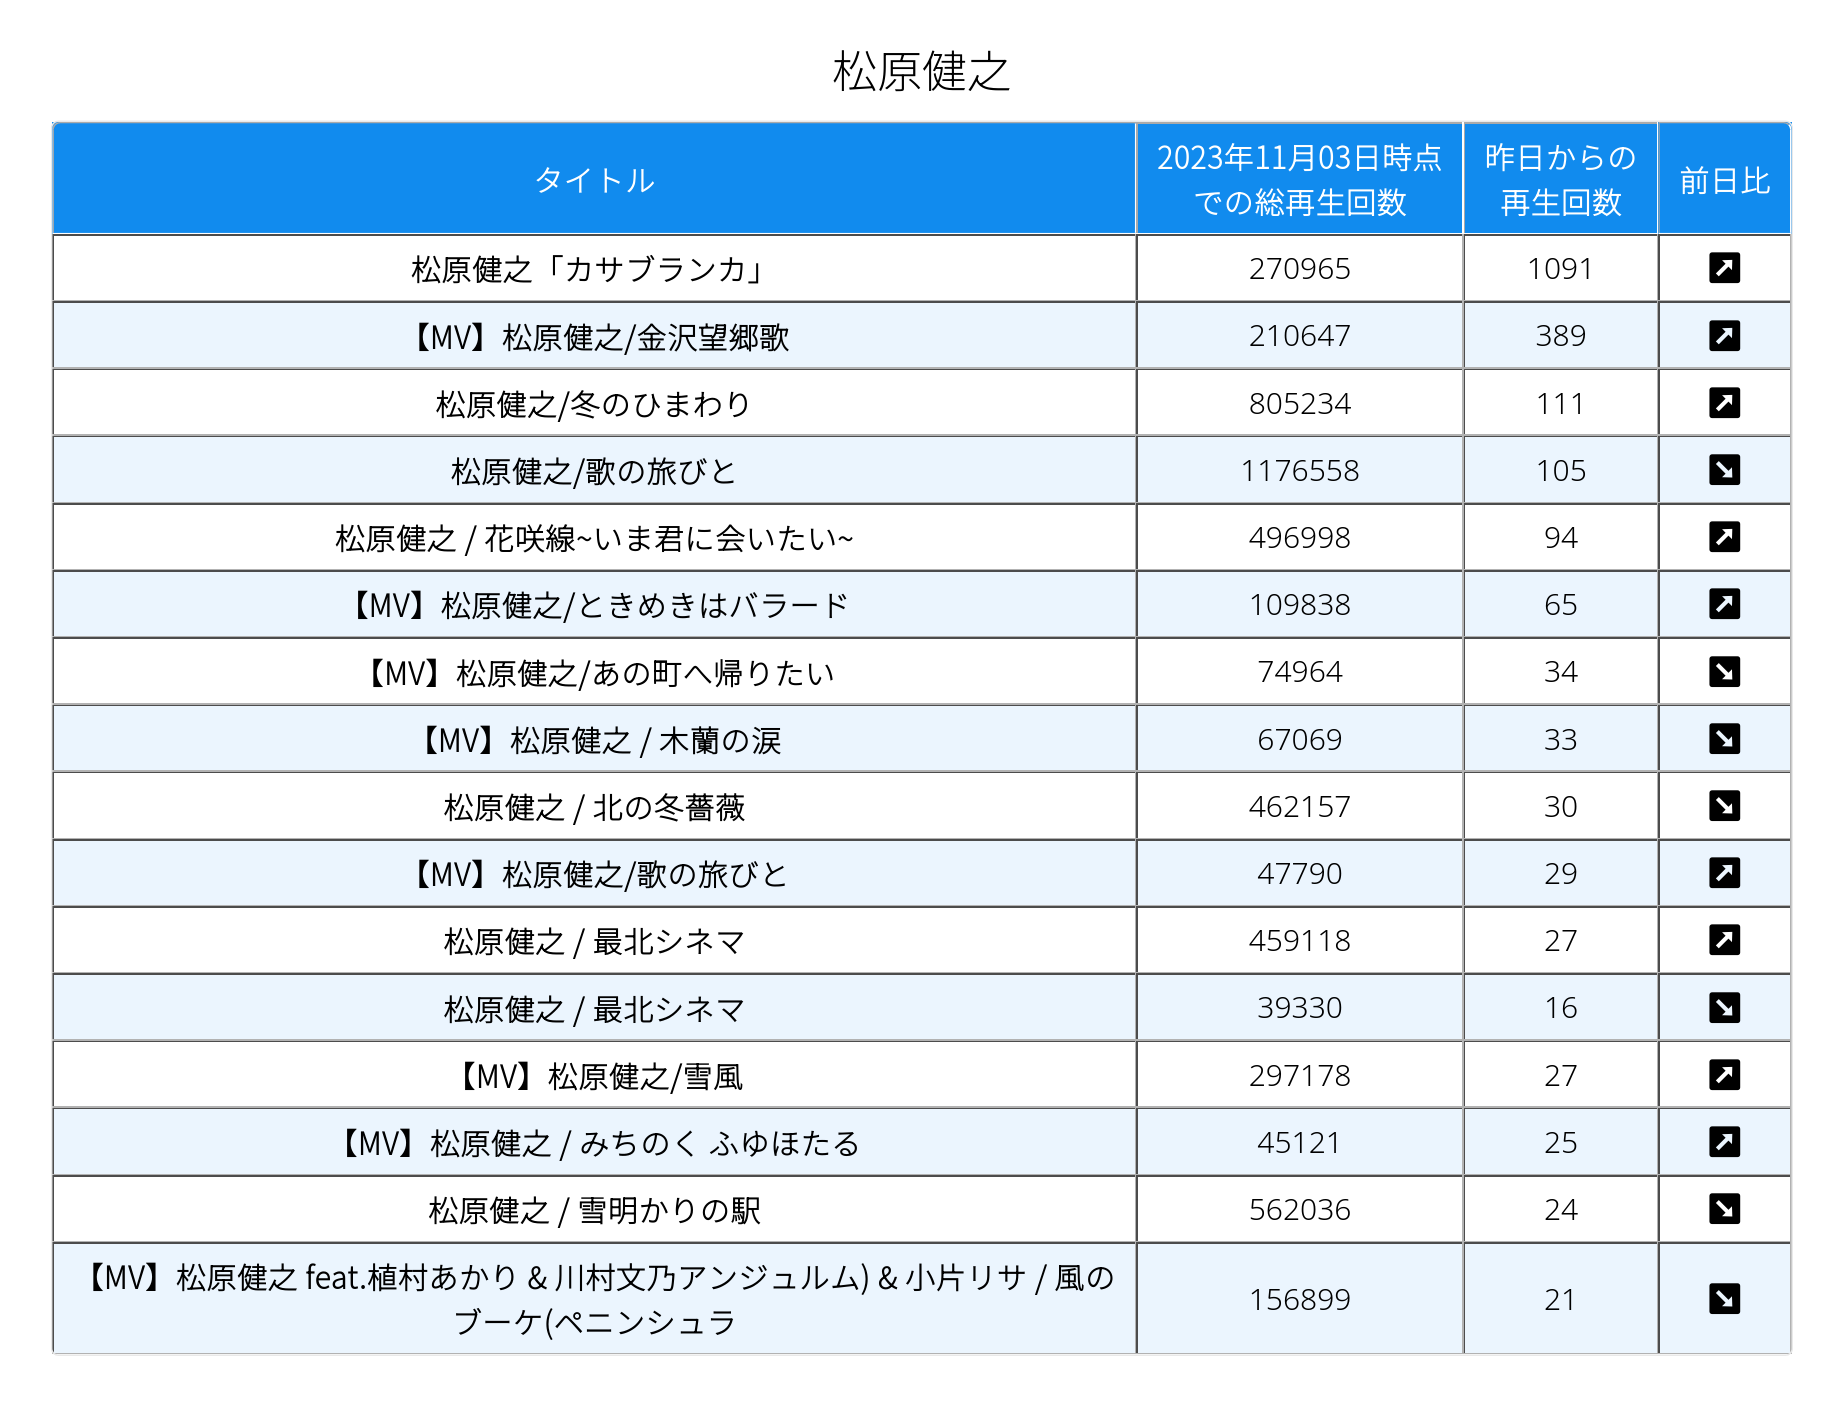 松原健之
タイトル
2023年11月03日時点
での総再生回数
昨日からの
再生回数
前日比
松原健之「カサブランカ」 270965 1091
【MV】松原健之/金沢望郷歌 210647 389
松原健之/冬のひまわり 805234 111
松原健之/歌の旅びと 1176558 105
松原健之 / 花咲線~いま君に会いたい~ 496998 94
【MV】松原健之/ときめきはバラード 109838 65
【MV】松原健之/あの町へ帰りたい 74964 34
【MV】松原健之 / 木蘭の涙 67069 33
松原健之 / 北の冬薔薇 462157 30
【MV】松原健之/歌の旅びと 47790 29
松原健之 / 最北シネマ 459118 27
松原健之 / 最北シネマ 39330 16
【MV】松原健之/雪風 297178 27
【MV】松原健之 / みちのく ふゆほたる 45121 25
松原健之 / 雪明かりの駅 562036 24
【MV】松原健之 feat.植村あかり & 川村文乃アンジュルム) & 小片リサ / 風の
ブーケ(ペニンシュラ 156899 21